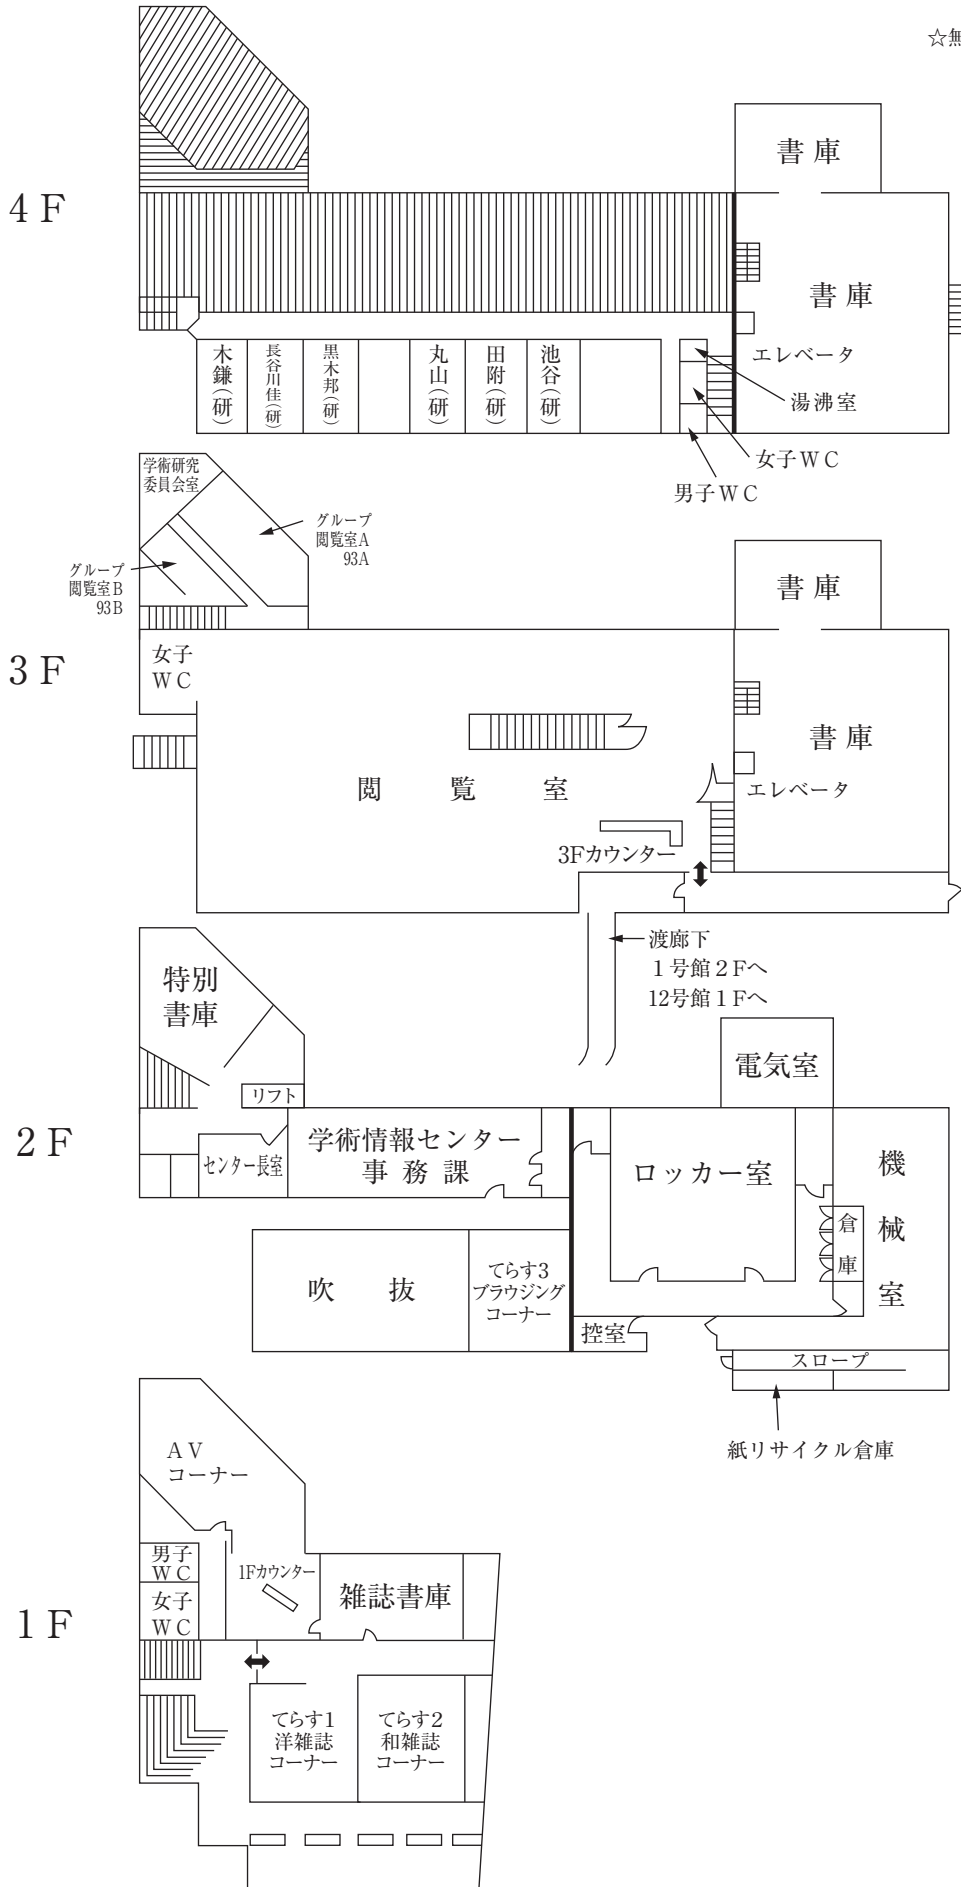 ☆無
4 F
書 庫
書 庫
エレベータ
湯沸室
女子ＷＣ
男子ＷＣ
木鎌(研)
長谷川佳(研)
黒木邦(研)
丸山(研)
田附(研)
池谷(研)
3 F
学術研究
委員会室
グループ
閲覧室Ａ
93A
グループ
閲覧室Ｂ
93B
女子
ＷＣ
閲 覧 室
3Fカウンター
書 庫
書 庫
エレベータ
渡廊下
１号館２Fへ
12号館１Fへ
2 F
特別
書庫
リフト
センター長室
学術情報センター
事 務 課
吹 抜
てらす3
ブラウジング
コーナー
控室
ロッカー室
電気室
倉庫
機械室
スロープ
紙リサイクル倉庫
1 F
ＡＶ
コーナー
男子
ＷＣ
女子
ＷＣ
1Fカウンター
雑誌書庫
てらす1
洋雑誌
コーナー
てらす2
和雑誌
コーナー